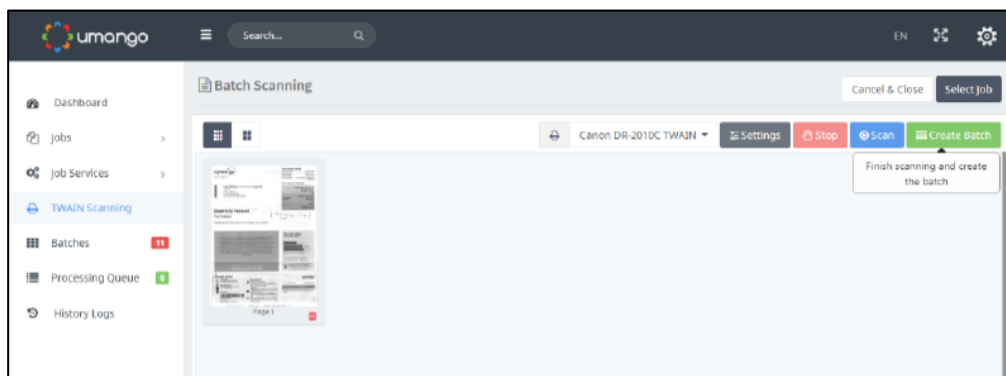 umango
Search...
EN
Dashboard
Jobs
Job Services
TWAIN Scanning
Batches
11
Processing Queue
0
History Logs
Batch Scanning
Cancel & Close
Select Job
Canon DR-2010C TWAIN
Settings
Stop
Scan
Create Batch
Finish scanning and create
the batch
Electricity Account
Page 1